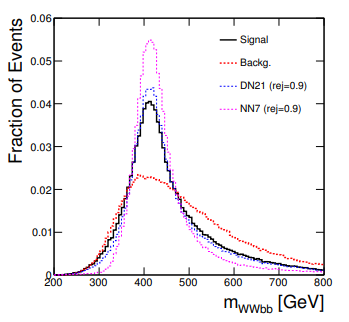 Fraction of Events
0.06
0.05
0.04
0.03
0.02
0.01
0
Signal
Backg.
DN21 (rej=0.9)
NN7 (rej=0.9)
200 300 400 500 600 700 800
m_WWbb [GeV]